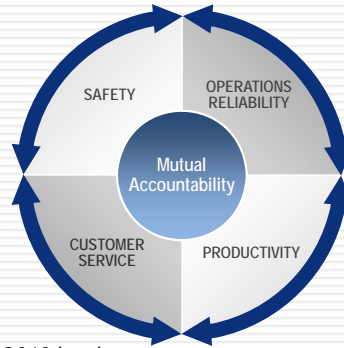 SAFETY
OPERATIONS
RELIABILITY
Mutual
Accountability
CUSTOMER
SERVICE
PRODUCTIVITY